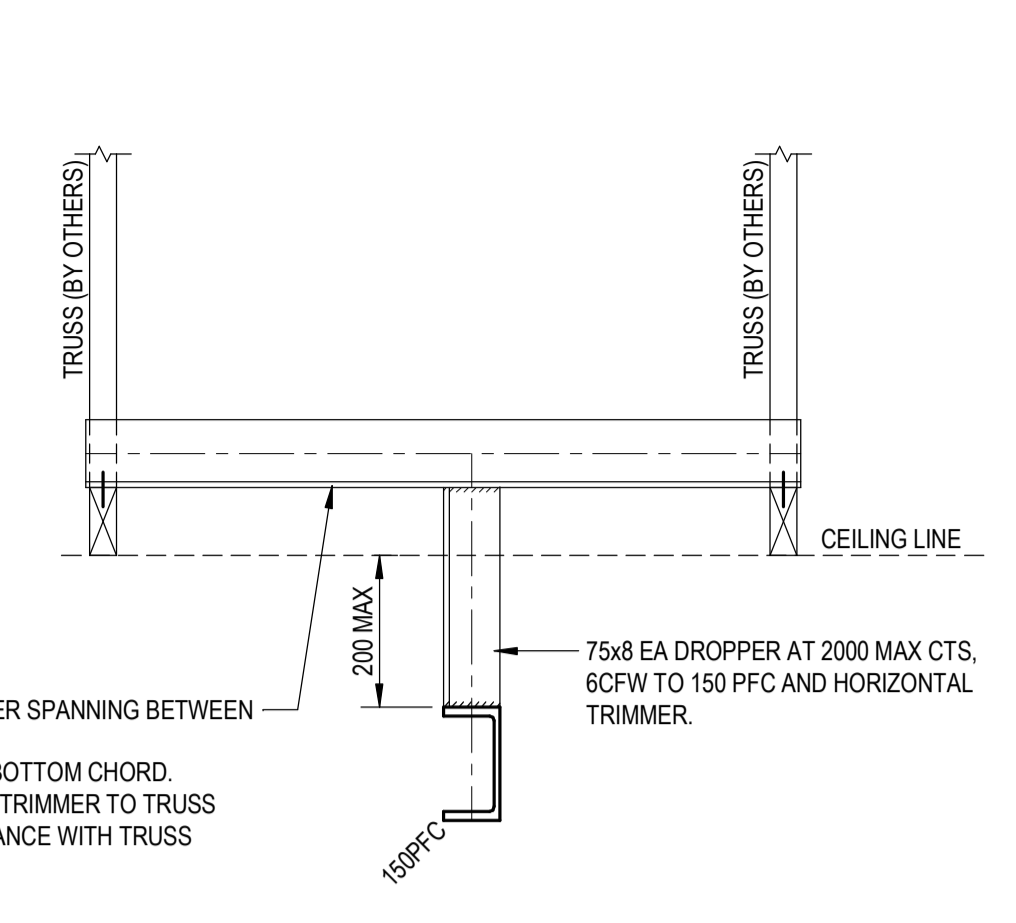 TRUSS (BY OTHERS)
TRUSS (BY OTHERS)
CEILING LINE
200 MAX
75x8 EA DROPPER AT 2000 MAX CTS,
6CFW TO 150 PFC AND HORIZONTAL
TRIMMER.
ER SPANNING BETWEEN
BOTTOM CHORD.
TRIMMER TO TRUSS
ANCE WITH TRUSS
150PFC